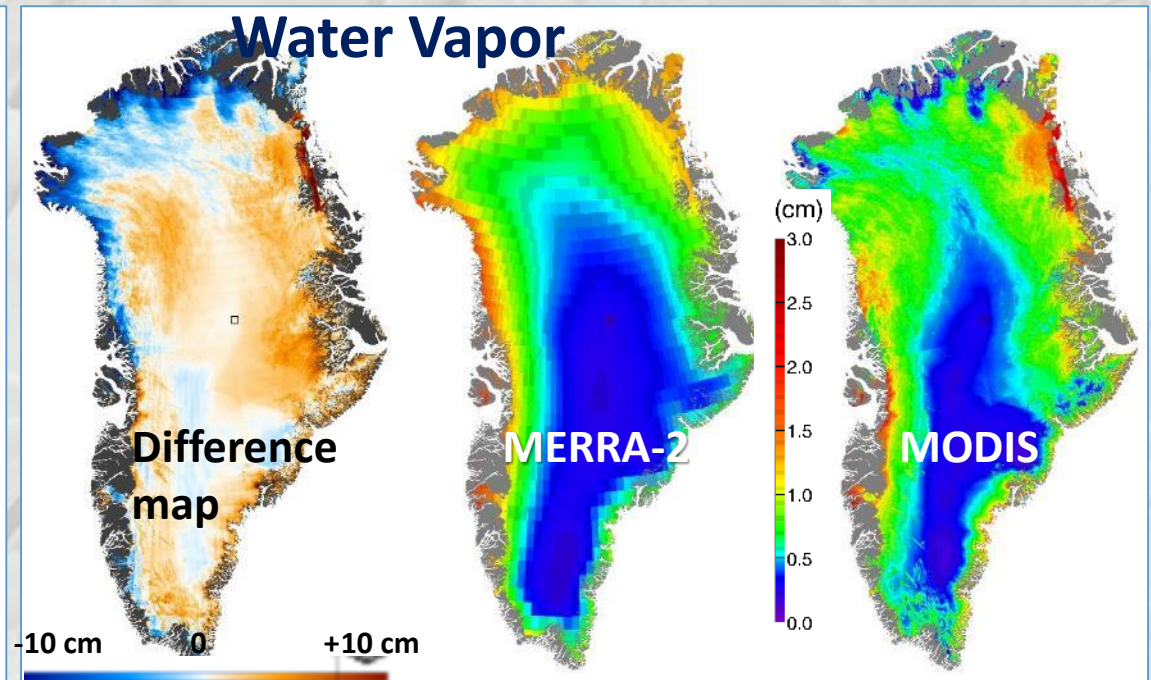 Water Vapor
Difference
map
-10 cm 0 +10 cm
MERRA-2
(cm)
3.0
2.5
2.0
1.5
1.0
0.5
0.0
MODIS